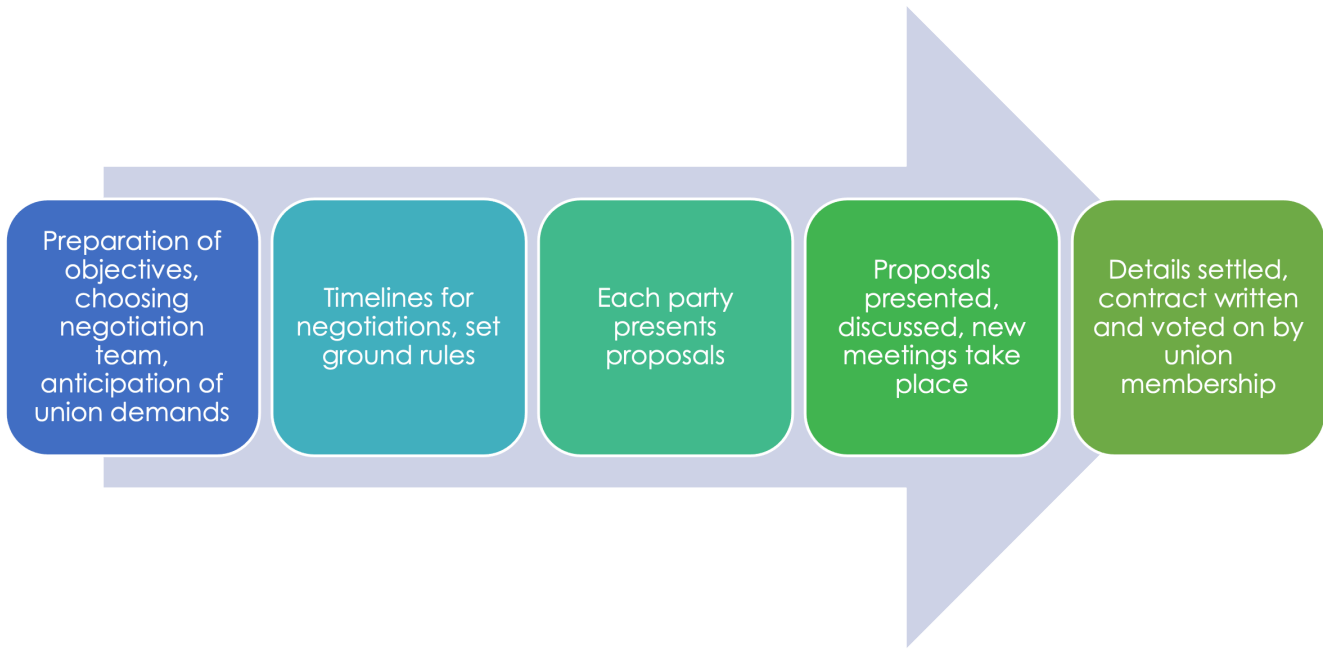 Preparation of
objectives,
choosing
negotiation
team,
anticipation of
union demands
Timelines for
negotiations, set
ground rules
Each party
presents
proposals
Proposals
presented,
discussed, new
meetings take
place
Details settled,
contract written
and voted on by
union
membership